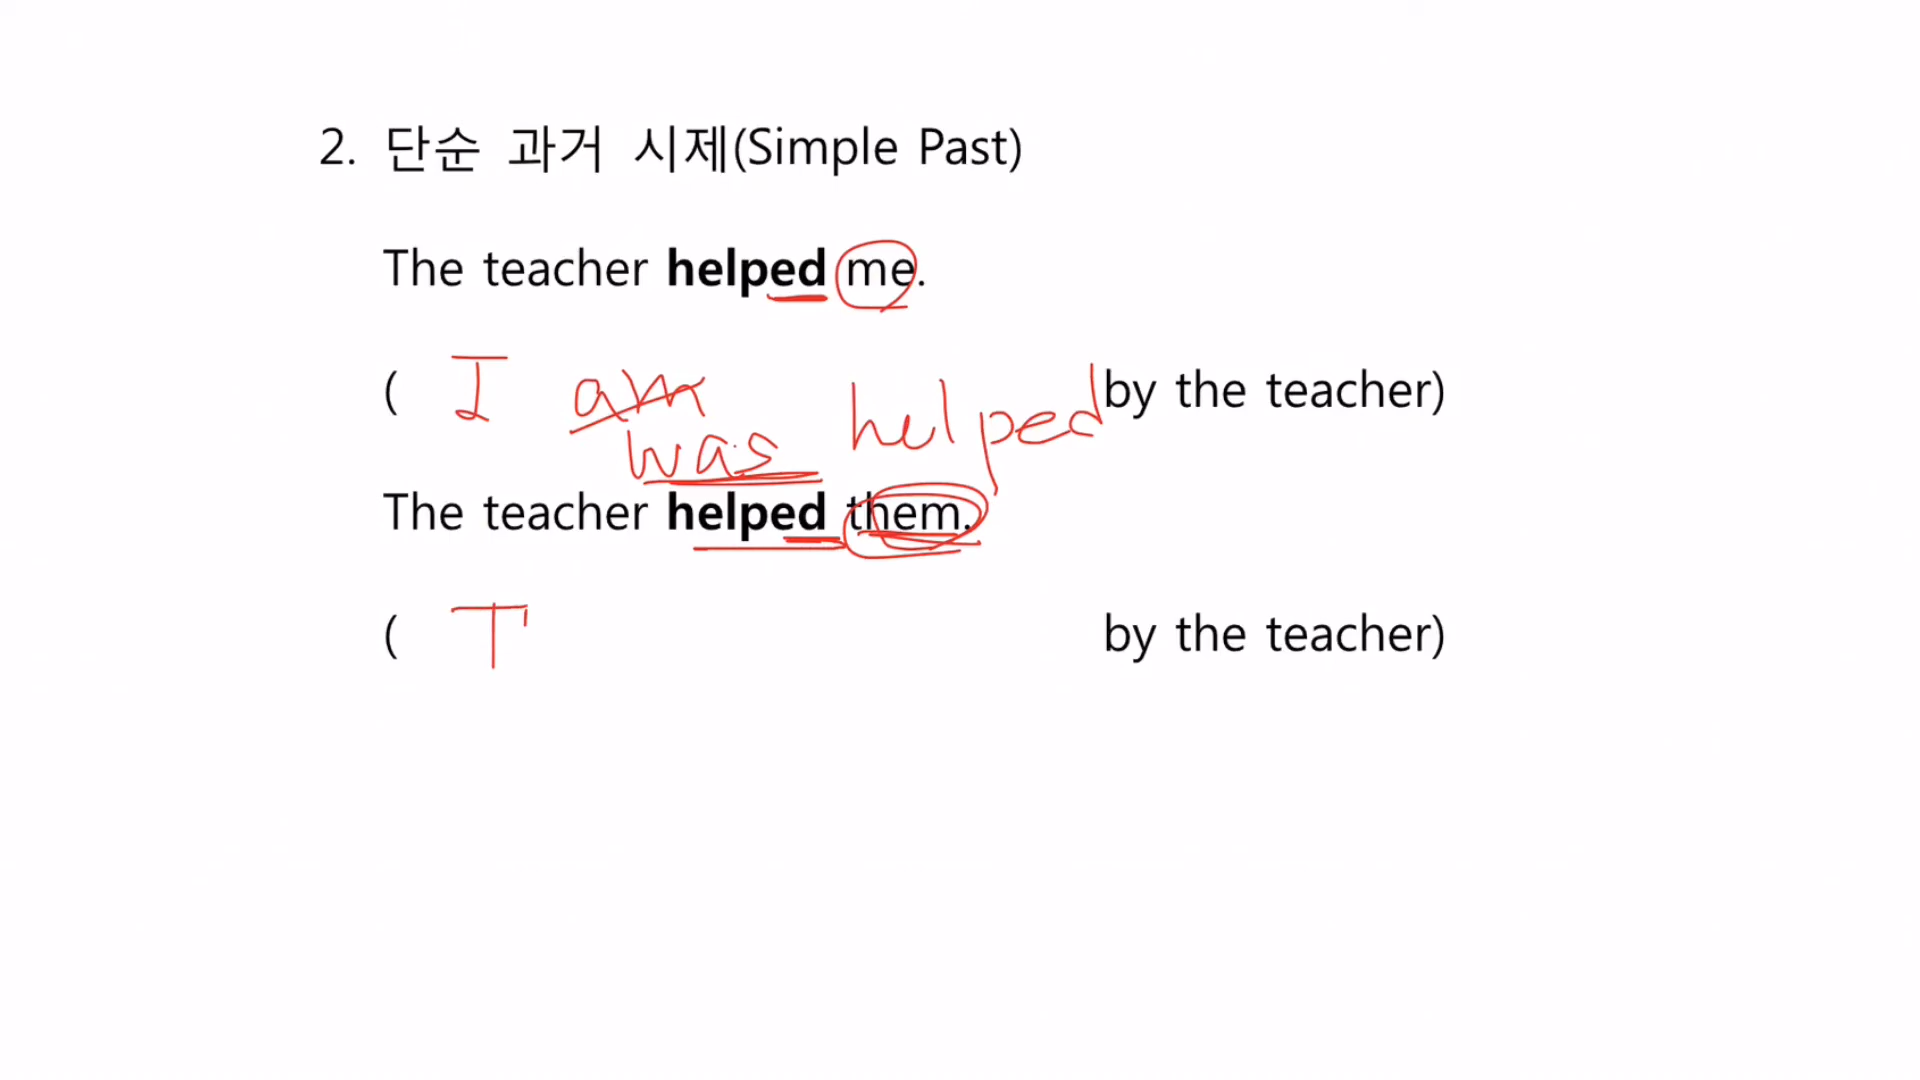 2. 단순 과거 시제(Simple Past)
The teacher helped me.
( I am helped by the teacher)
was
The teacher helped them.
( T by the teacher)